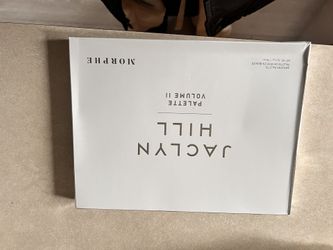 JACLYN
HILL
PALETTE
VOLUME II
MORPHE